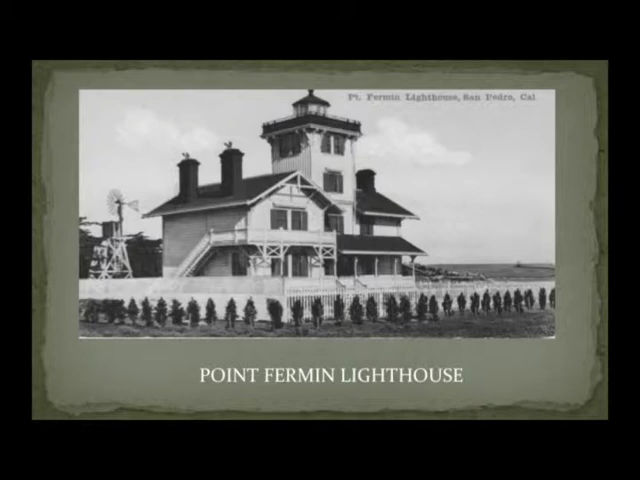 Pt. Fermin Lighthouse, San Pedro, Cal
POINT FERMIN LIGHTHOUSE